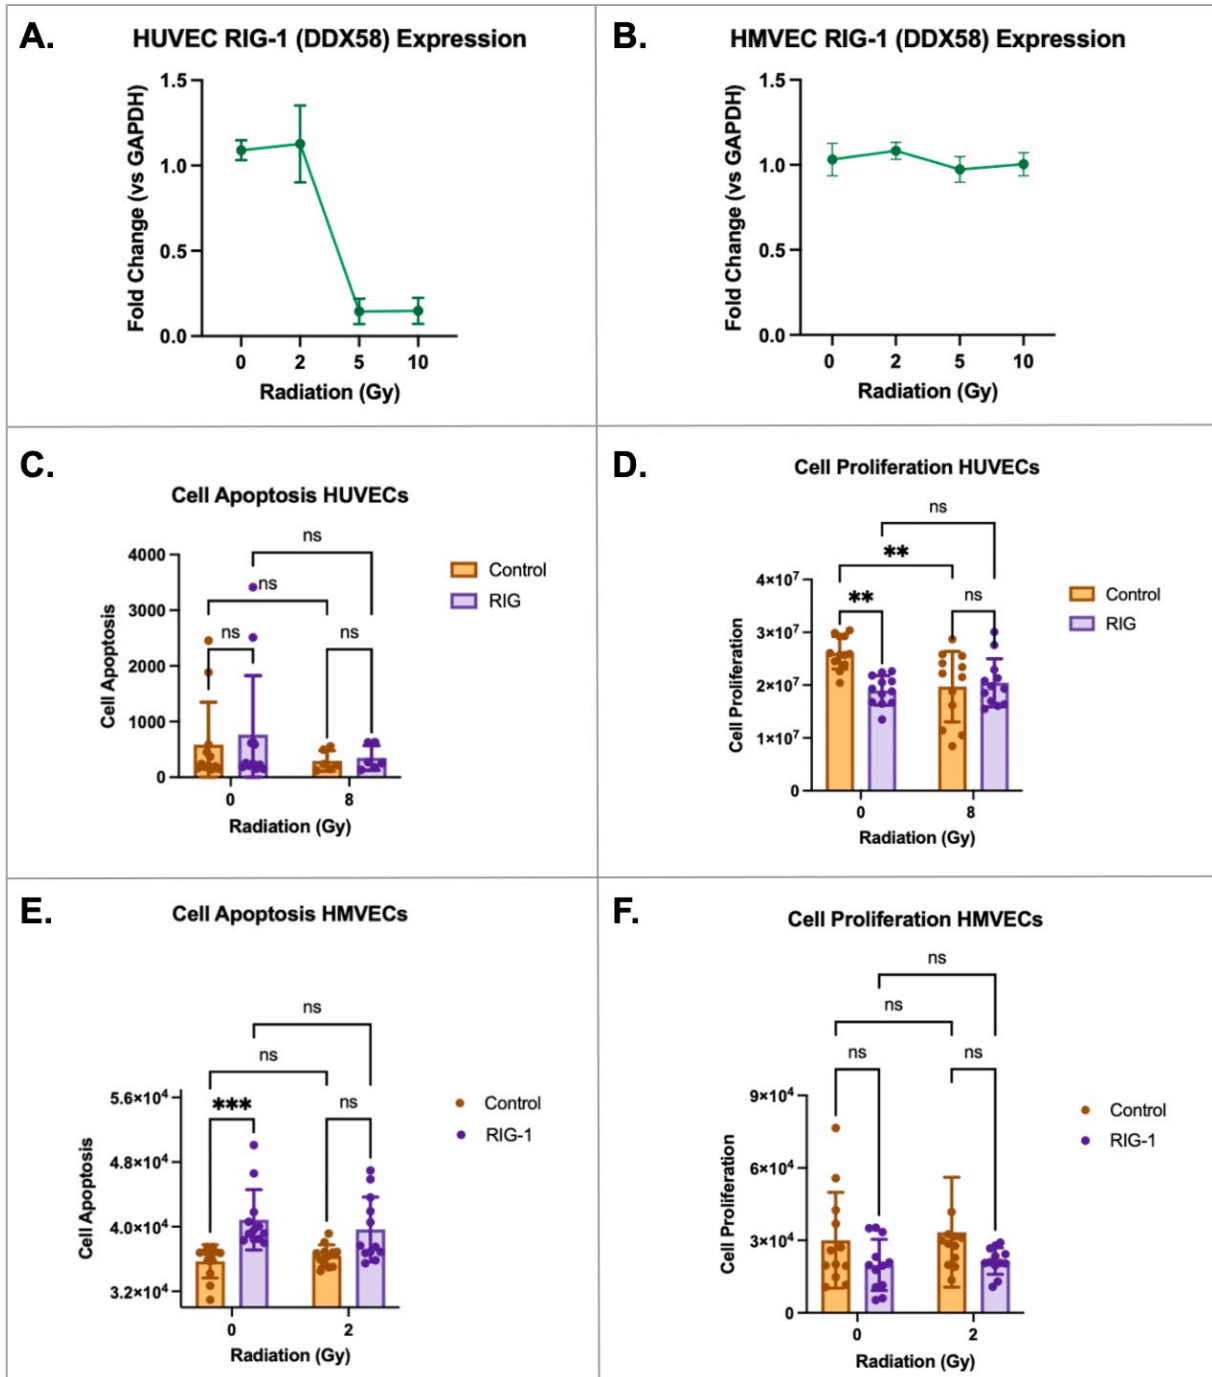 A.
HUVEC RIG-1 (DDX58) Expression
Fold Change (vs GAPDH)
1.5
1.0
0.5
0.0
0 2 5 10
Radiation (Gy)
B.
HMVEC RIG-1 (DDX58) Expression
Fold Change (vs GAPDH)
1.5
1.0
0.5
0.0
0 2 5 10
Radiation (Gy)
C.
Cell Apoptosis HUVECs
Cell Apoptosis
4000
3000
2000
1000
0
ns
ns
ns
ns
0 8
Radiation (Gy)
Control
RIG
D.
Cell Proliferation HUVECs
Cell Proliferation
4×10⁷
3×10⁷
2×10⁷
1×10⁷
0
ns
**
**
ns
0 8
Radiation (Gy)
Control
RIG
E.
Cell Apoptosis HMVECs
Cell Apoptosis
5.6×10⁴
4.8×10⁴
4.0×10⁴
3.2×10⁴
ns
ns
***
ns
0 2
Radiation (Gy)
Control
RIG-1
F.
Cell Proliferation HMVECs
Cell Proliferation
9×10⁴
6×10⁴
3×10⁴
0
ns
ns
ns
ns
0 2
Radiation (Gy)
Control
RIG-1